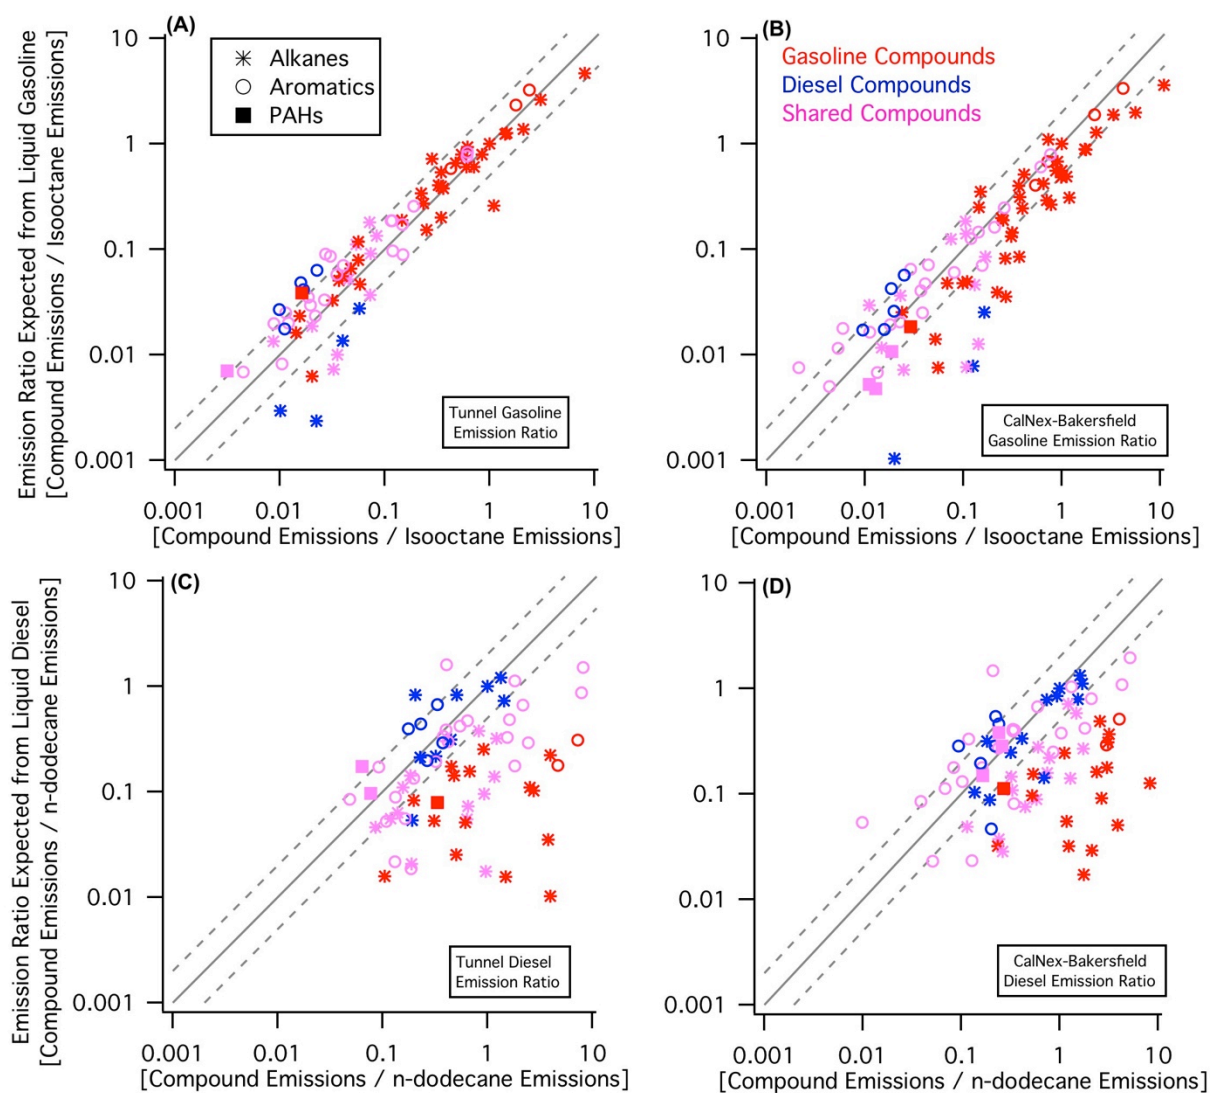 (A)
Emission Ratio Expected from Liquid Gasoline
[Compound Emissions / Isooctane Emissions]
10
1
0.1
0.01
0.001
Alkanes
Aromatics
PAHs
Tunnel Gasoline
Emission Ratio
0.001 0.01 0.1 1 10
[Compound Emissions / Isooctane Emissions]
(B)
10
1
0.1
0.01
0.001
Gasoline Compounds
Diesel Compounds
Shared Compounds
CalNex-Bakersfield
Gasoline Emission Ratio
0.001 0.01 0.1 1 10
[Compound Emissions / Isooctane Emissions]
(C)
Emission Ratio Expected from Liquid Diesel
[Compound Emissions / n-dodecane Emissions]
10
1
0.1
0.01
0.001
Tunnel Diesel
Emission Ratio
0.001 0.01 0.1 1 10
[Compound Emissions / n-dodecane Emissions]
(D)
10
1
0.1
0.01
0.001
CalNex-Bakersfield
Diesel Emission Ratio
0.001 0.01 0.1 1 10
[Compound Emissions / n-dodecane Emissions]